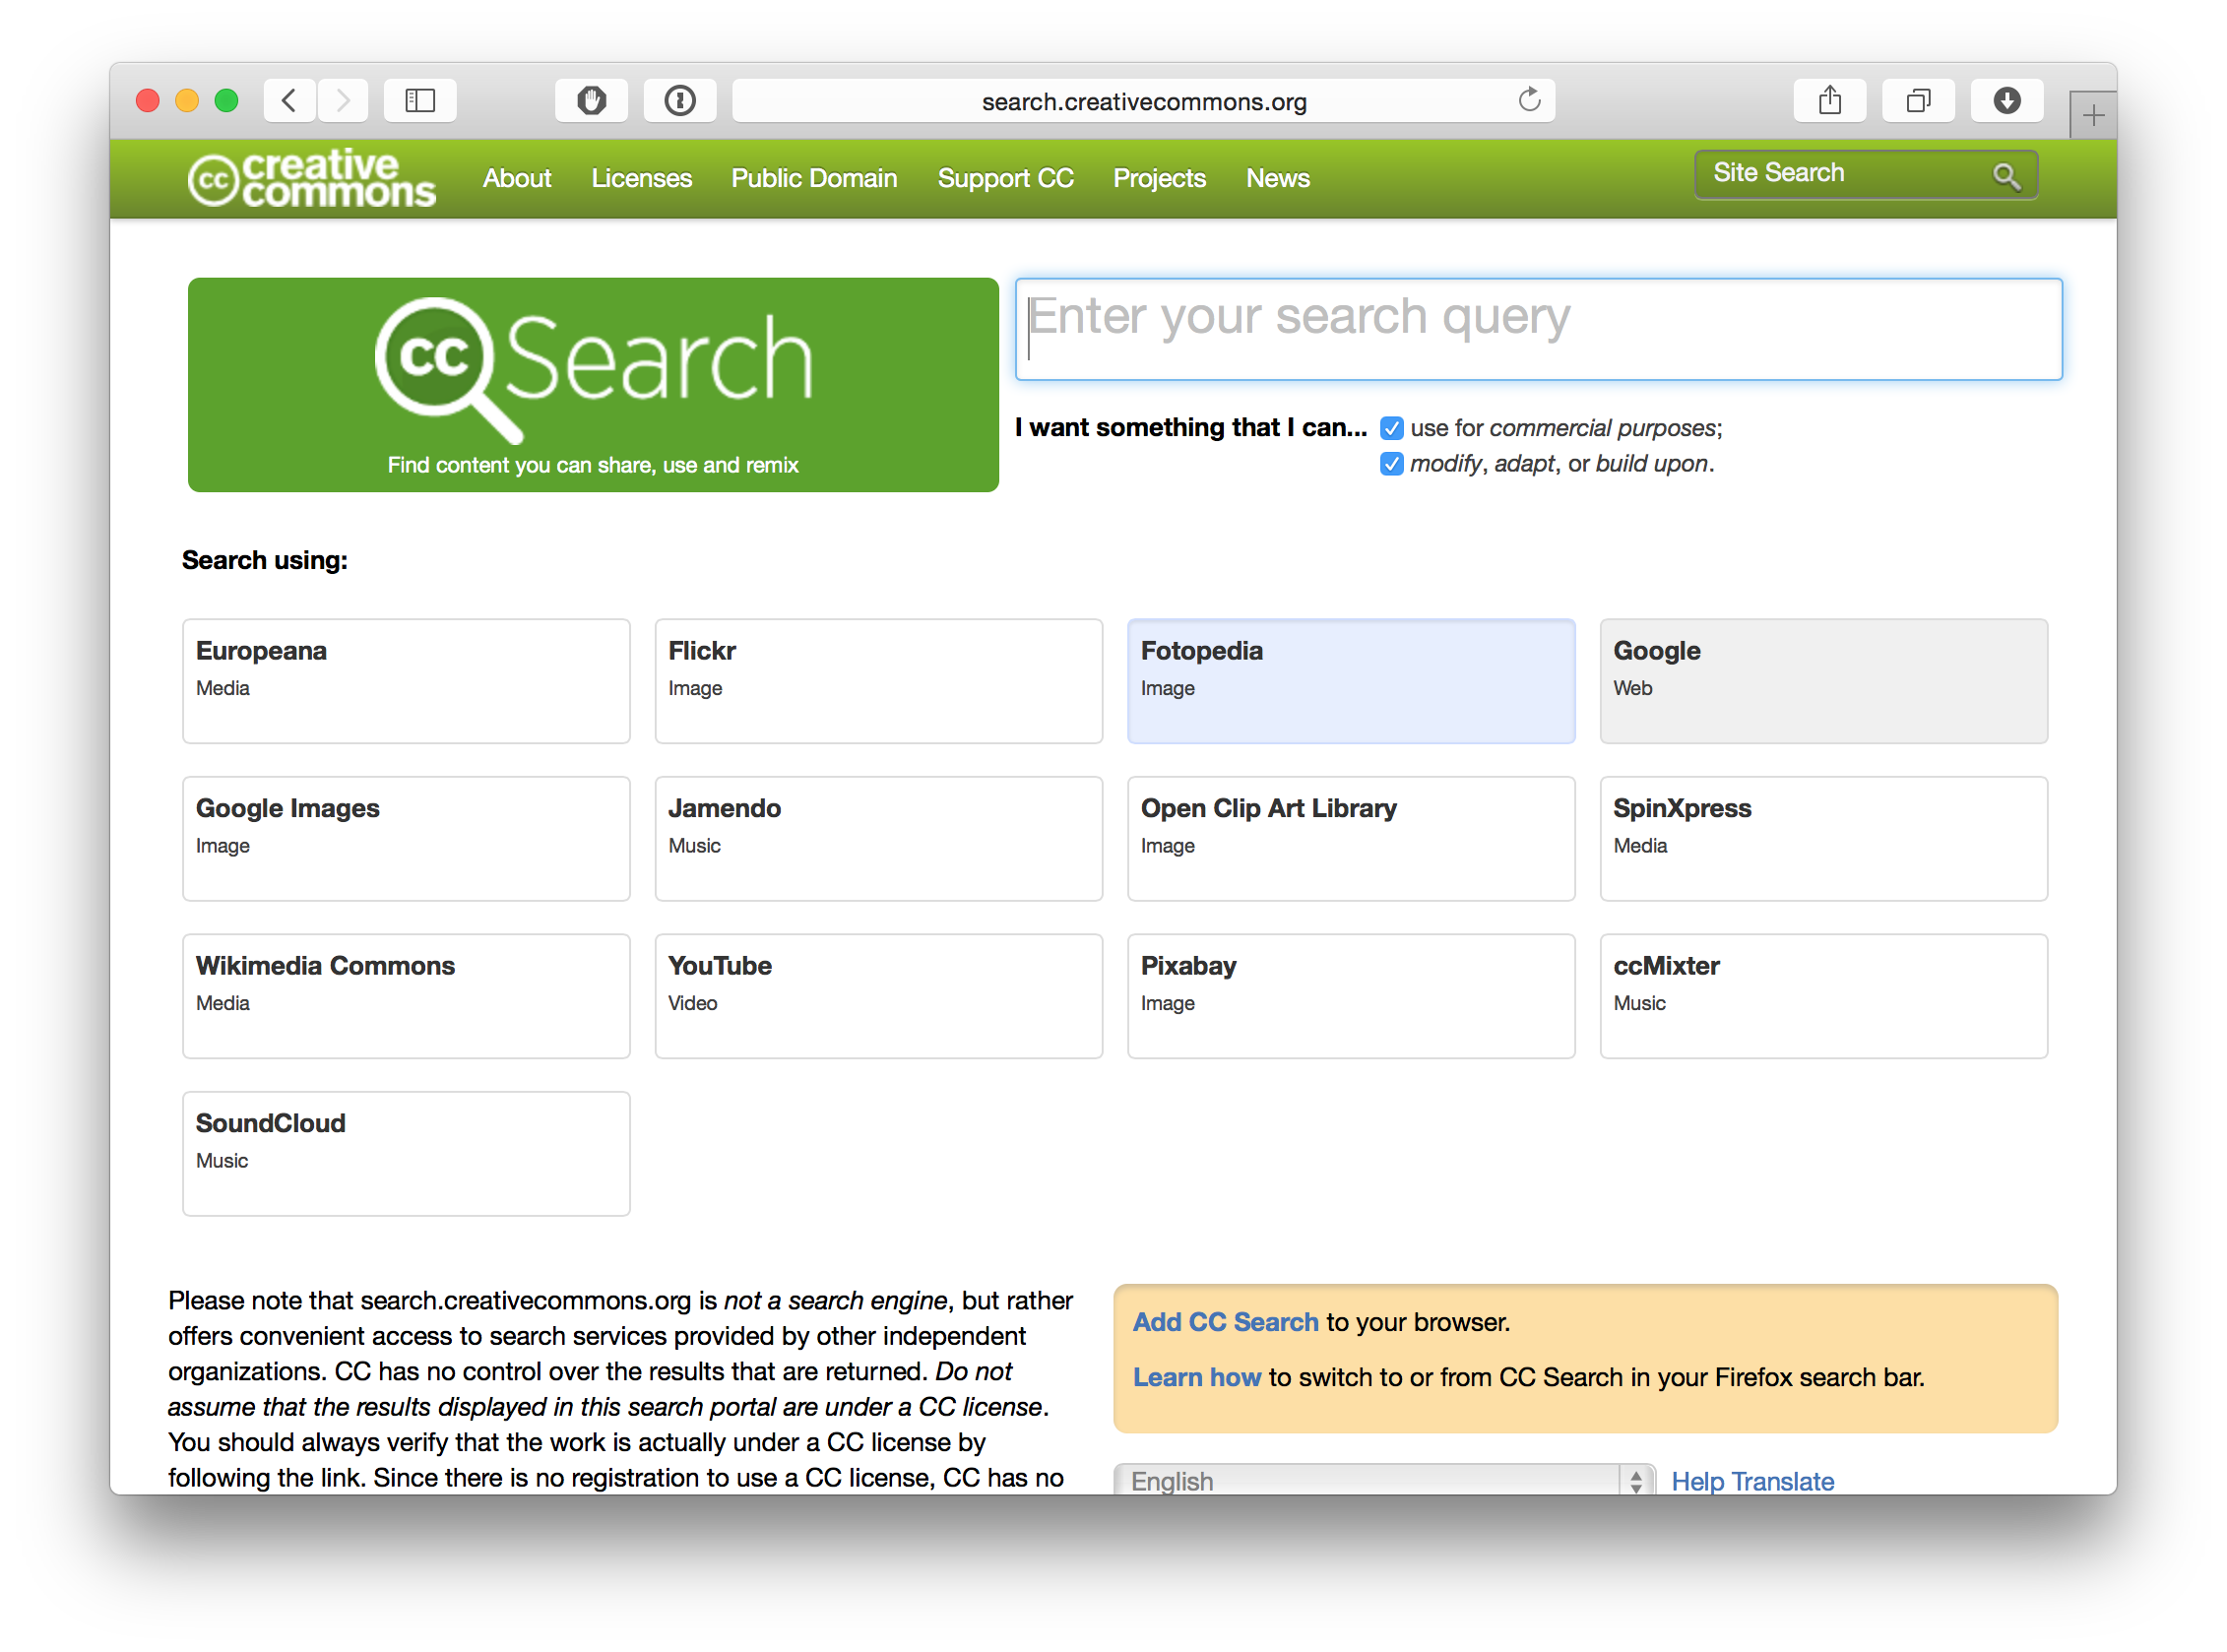 search.creativecommons.org
cc creative commons
About Licenses Public Domain Support CC Projects News
Site Search
cc Search
Find content you can share, use and remix
Enter your search query
I want something that I can... use for commercial purposes;
modify, adapt, or build upon.
Search using:
Europeana
Media
Flickr
Image
Fotopedia
Image
Google
Web
Google Images
Image
Jamendo
Music
Open Clip Art Library
Image
SpinXpress
Media
Wikimedia Commons
Media
YouTube
Video
Pixabay
Image
ccMixter
Music
SoundCloud
Music
Please note that search.creativecommons.org is not a search engine, but rather
offers convenient access to search services provided by other independent
organizations. CC has no control over the results that are returned. Do not
assume that the results displayed in this search portal are under a CC license.
You should always verify that the work is actually under a CC license by
following the link. Since there is no registration to use a CC license, CC has no
Add CC Search to your browser.
Learn how to switch to or from CC Search in your Firefox search bar.
English
Help Translate